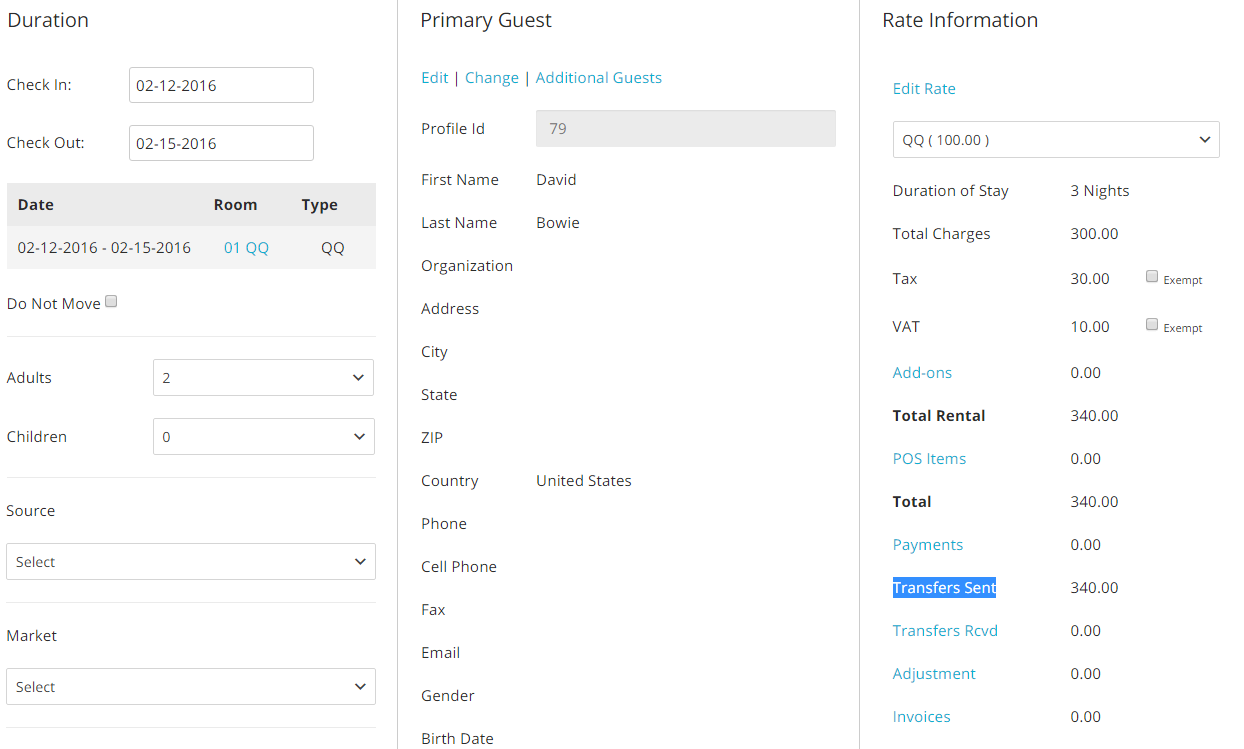 Duration
Check In: 02-12-2016
Check Out: 02-15-2016
Date Room Type
02-12-2016 - 02-15-2016 01 QQ QQ
Do Not Move
Adults 2
Children 0
Source
Select
Market
Select
Primary Guest
Edit | Change | Additional Guests
Profile Id 79
First Name David
Last Name Bowie
Organization
Address
City
State
ZIP
Country United States
Phone
Cell Phone
Fax
Email
Gender
Birth Date
Rate Information
Edit Rate
QQ ( 100.00 )
Duration of Stay 3 Nights
Total Charges 300.00
Tax 30.00 Exempt
VAT 10.00 Exempt
Add-ons 0.00
Total Rental 340.00
POS Items 0.00
Total 340.00
Payments 0.00
Transfers Sent 340.00
Transfers Rcvd 0.00
Adjustment 0.00
Invoices 0.00